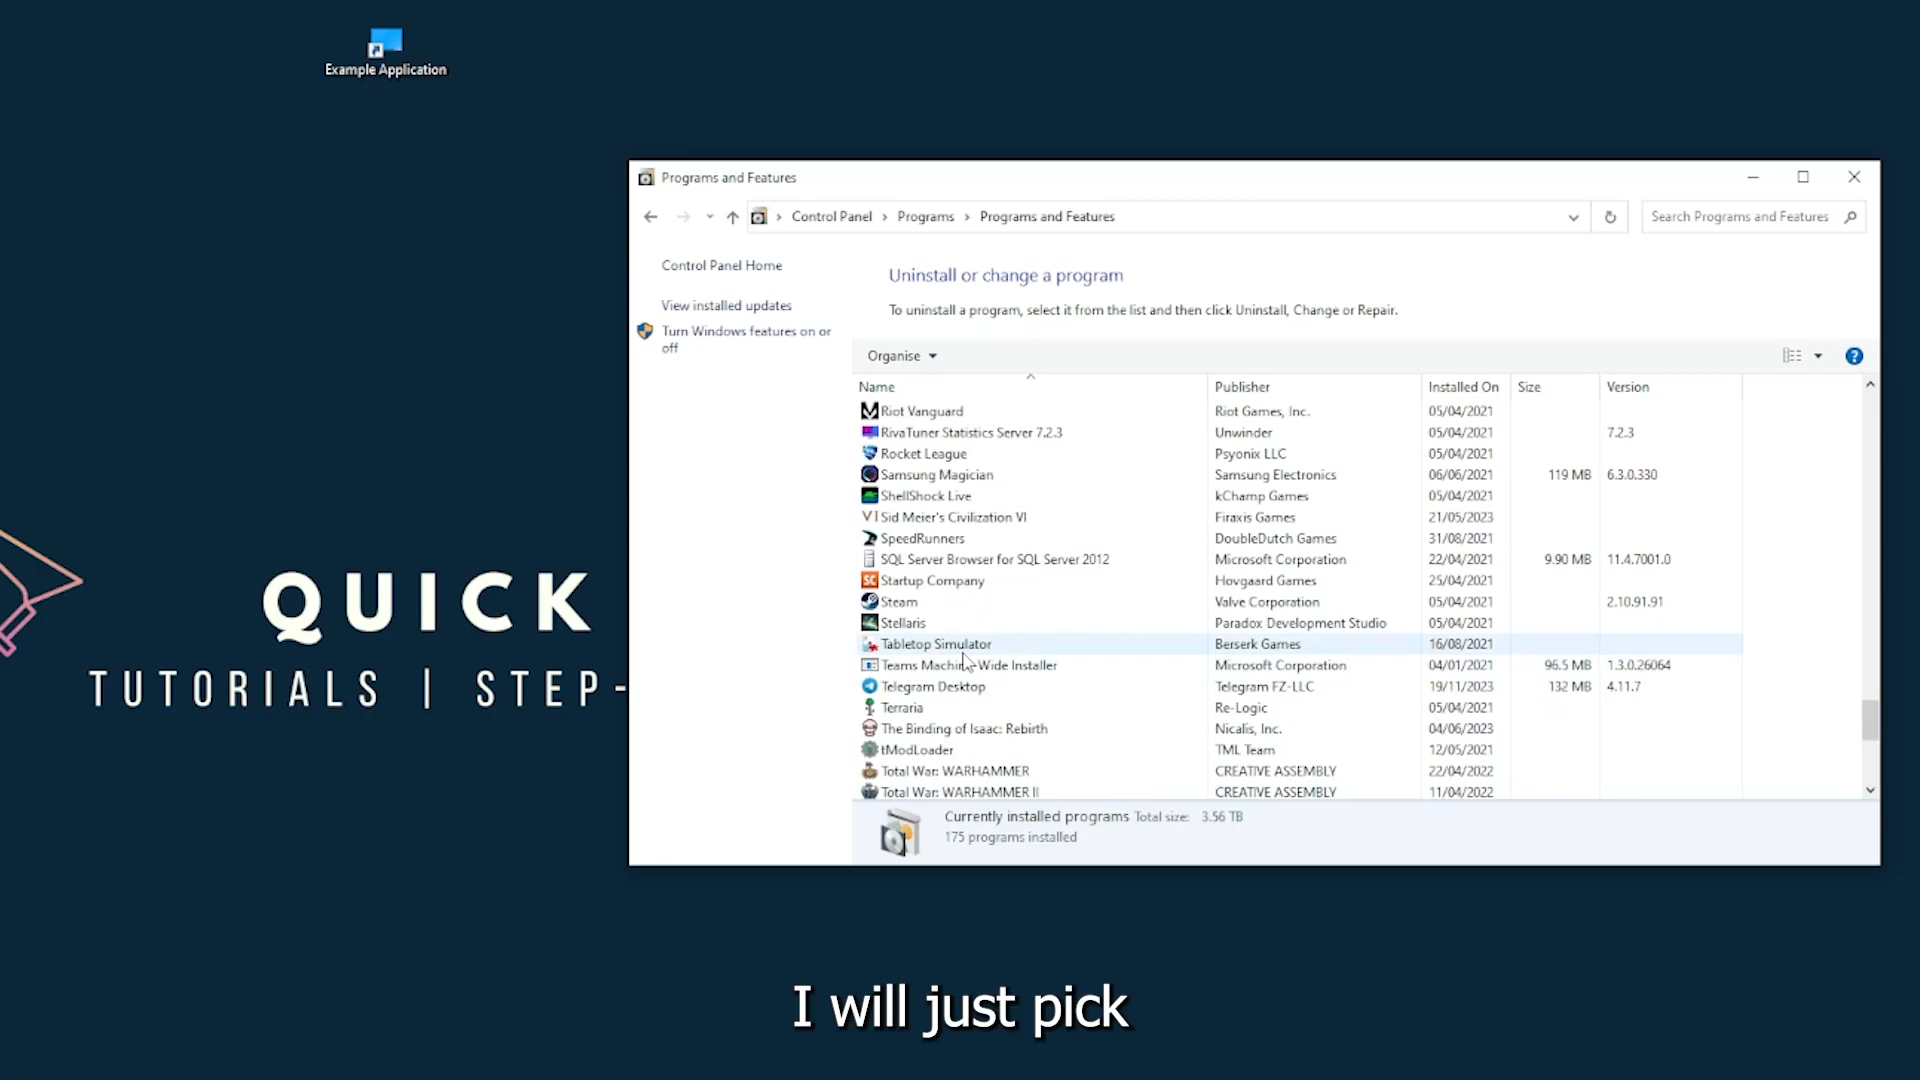 Example Application
Programs and Features
Control Panel > Programs > Programs and Features
Search Programs and Features
Control Panel Home
View installed updates
Turn Windows features on or
off
Uninstall or change a program
To uninstall a program, select it from the list and then click Uninstall, Change or Repair.
Organise
Name Publisher Installed On Size Version
Riot Vanguard Riot Games, Inc. 05/04/2021
RivaTuner Statistics Server 7.2.3 Unwinder 05/04/2021 7.2.3
Rocket League Psyonix LLC 05/04/2021
Samsung Magician Samsung Electronics 06/06/2021 119 MB 6.3.0.330
ShellShock Live kChamp Games 05/04/2021
VI Sid Meier's Civilization VI Firaxis Games 21/05/2023
SpeedRunners DoubleDutch Games 31/08/2021
SQL Server Browser for SQL Server 2012 Microsoft Corporation 22/04/2021 9.90 MB 11.4.7001.0
SC Startup Company Hovgaard Games 25/04/2021
Steam Valve Corporation 05/04/2021 2.10.91.91
Stellaris Paradox Development Studio 05/04/2021
Tabletop Simulator Berserk Games 16/08/2021
Teams Machine-Wide Installer Microsoft Corporation 04/01/2021 96.5 MB 1.3.0.26064
Telegram Desktop Telegram FZ-LLC 19/11/2023 132 MB 4.11.7
Terraria Re-Logic 05/04/2021
The Binding of Isaac: Rebirth Nicalis, Inc. 04/06/2023
tModLoader TML Team 12/05/2021
Total War: WARHAMMER CREATIVE ASSEMBLY 22/04/2022
Total War: WARHAMMER II CREATIVE ASSEMBLY 11/04/2022
Currently installed programs Total size: 3.56 TB
175 programs installed
QUICK
TUTORIALS | STEP-
I will just pick